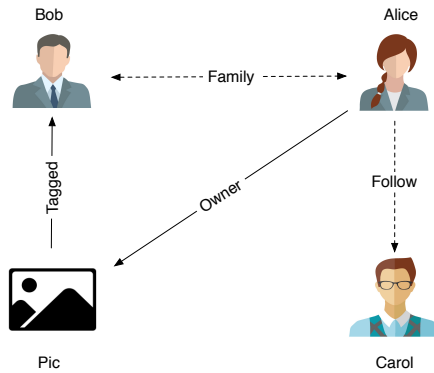 Bob
Alice
Family
Tagged
Owner
Follow
Pic
Carol